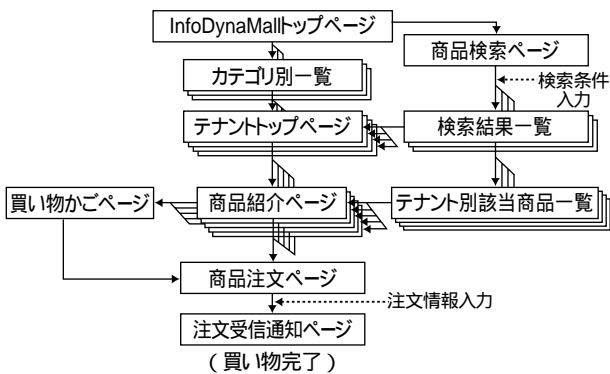 InfoDynaMallトップページ
商品検索ページ
カテゴリ別一覧
検索条件
入力
テナントトップページ
検索結果一覧
買い物かごページ
商品紹介ページ
テナント別該当商品一覧
商品注文ページ
注文情報入力
注文受信通知ページ
(買い物完了)